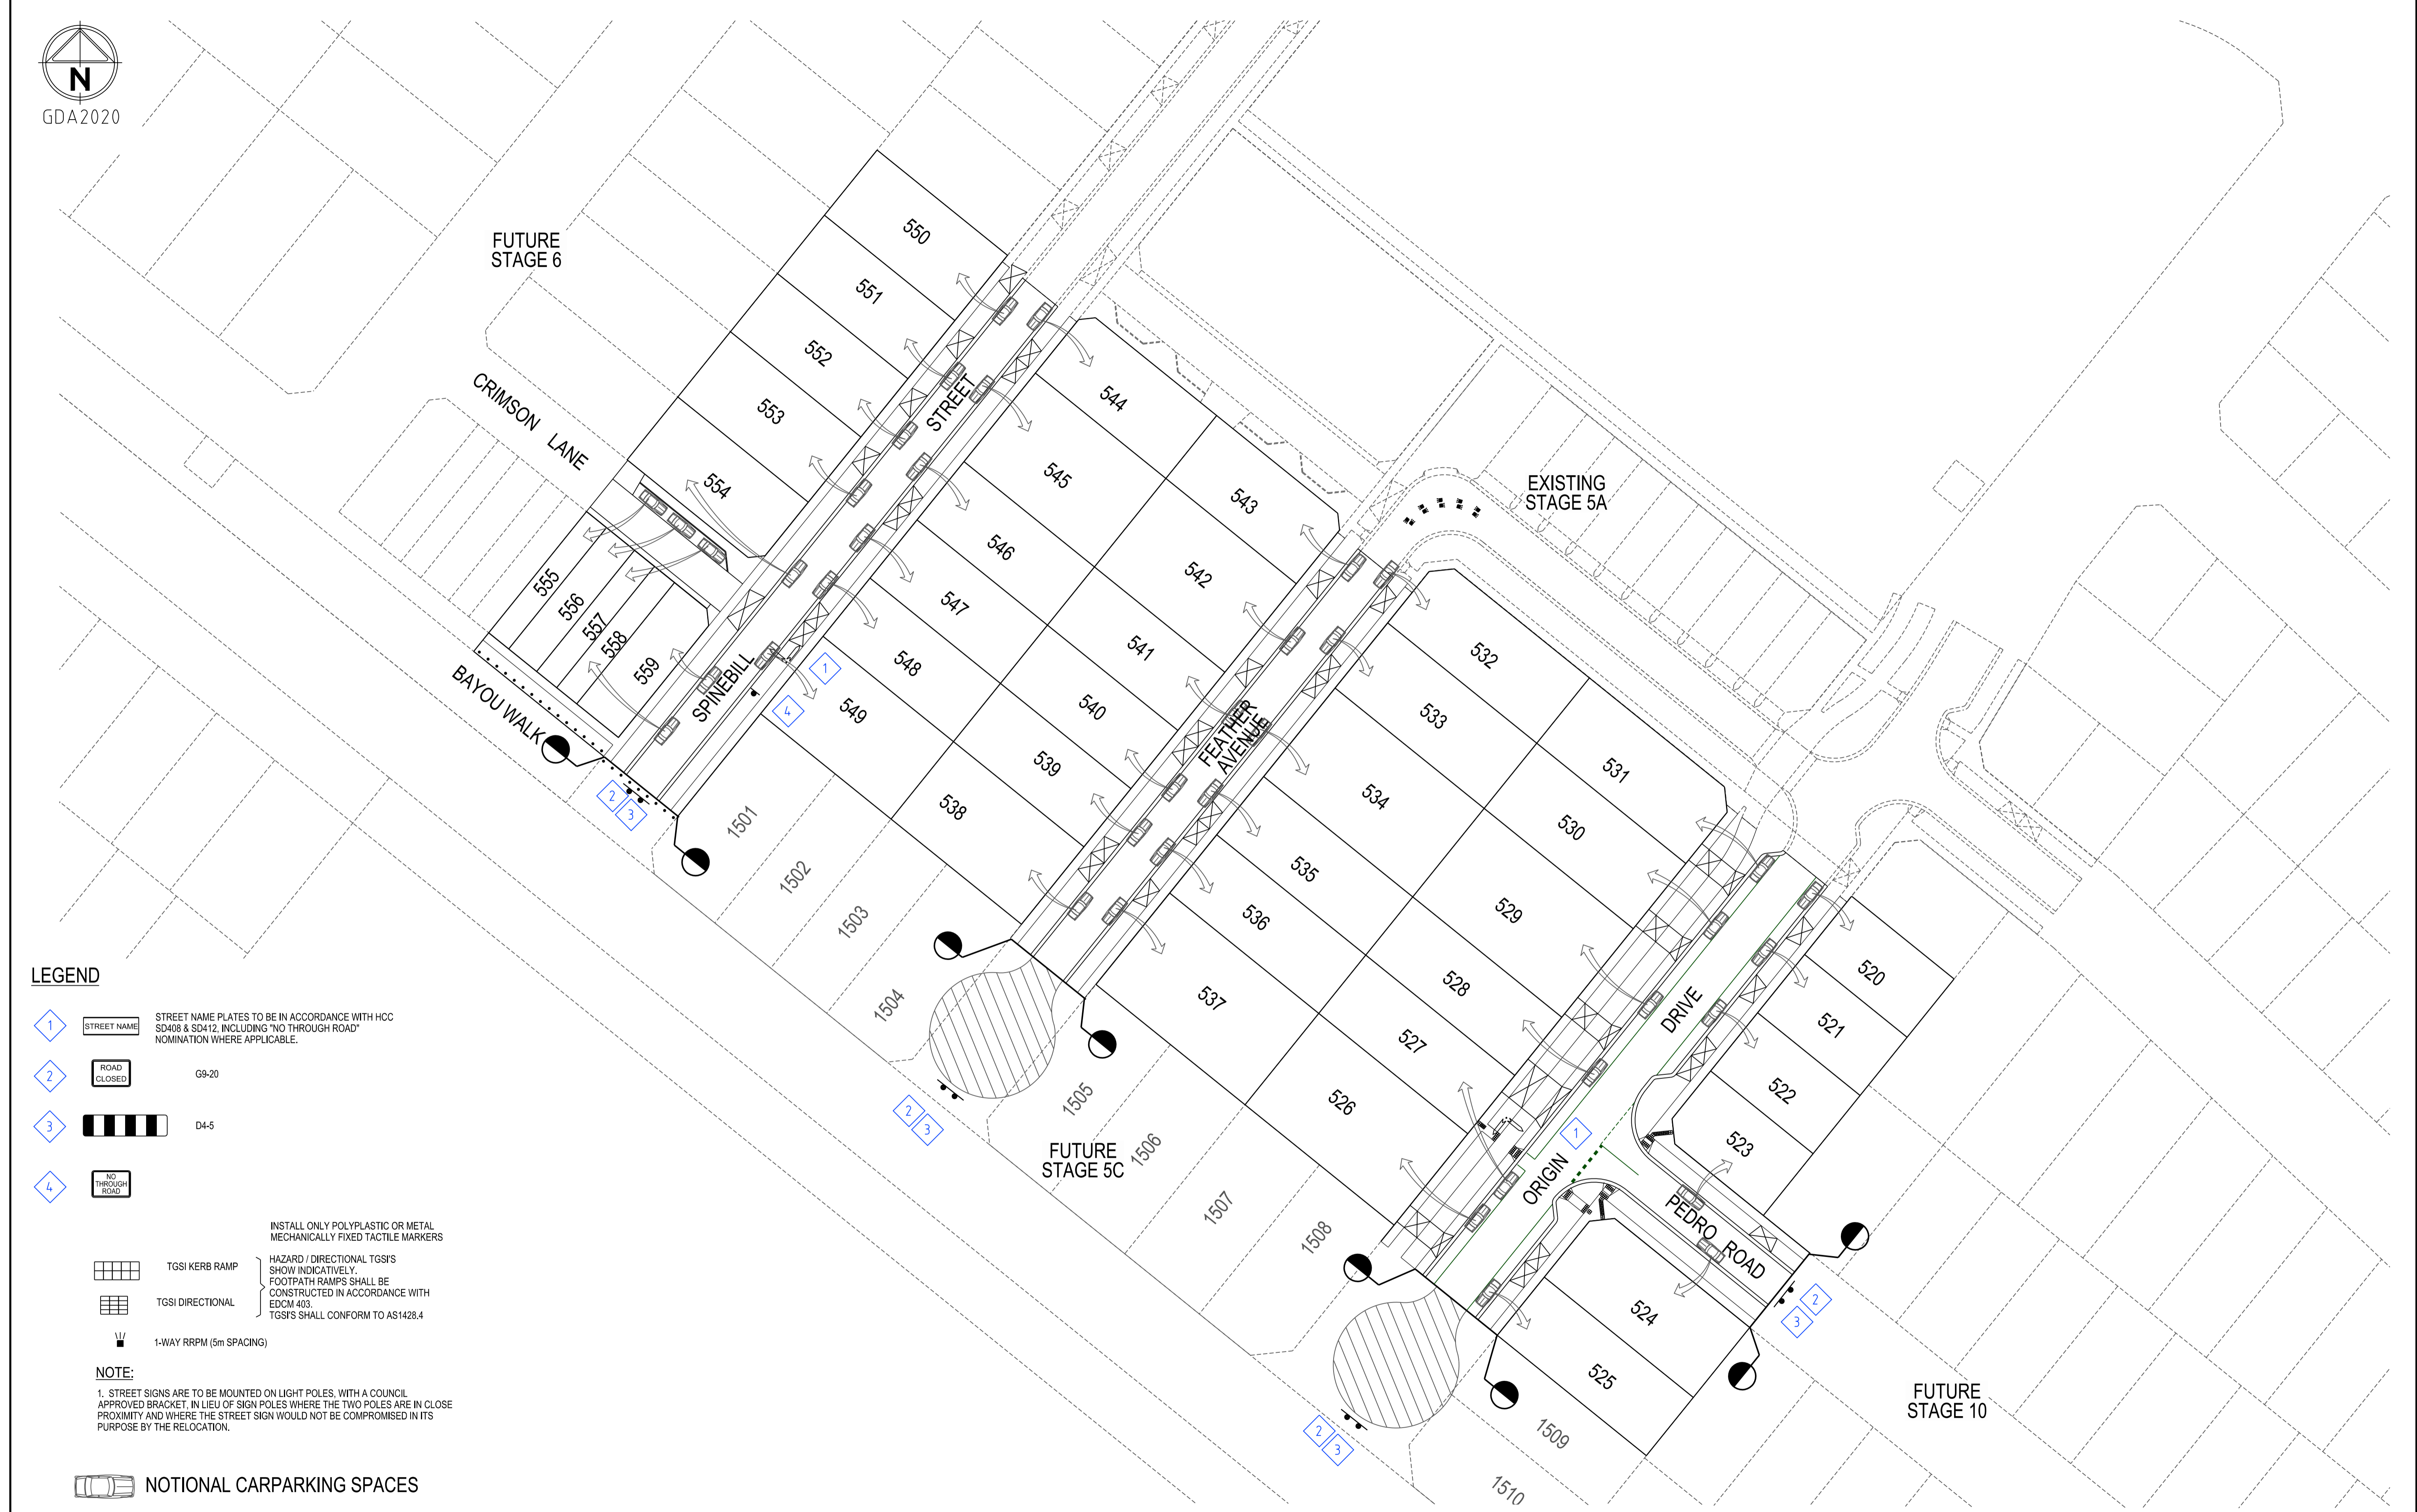 N
GDA2020
FUTURE
STAGE 6
CRIMSON LANE
BAYOU WALK
SPINEBILL
STREET
FEATHER
AVENUE
EXISTING
STAGE 5A
ORIGIN
DRIVE
PEDRO ROAD
FUTURE
STAGE 5C
FUTURE
STAGE 10
550
551
552
553
554
555
556
557
558
559
544
545
546
547
548
549
543
542
541
540
539
538
532
533
534
535
536
537
531
530
529
528
527
526
520
521
522
523
524
525
1501
1502
1503
1504
1505
1506
1507
1508
1509
1510
1
4
2
3
2
3
1
2
3
2
3
LEGEND
1
STREET NAME
STREET NAME PLATES TO BE IN ACCORDANCE WITH HCC
SD408 & SD412, INCLUDING "NO THROUGH ROAD"
NOMINATION WHERE APPLICABLE.
2
ROAD
CLOSED
G9-20
3
D4-5
4
NO
THROUGH
ROAD
INSTALL ONLY POLYPLASTIC OR METAL
MECHANICALLY FIXED TACTILE MARKERS
TGSI KERB RAMP
TGSI DIRECTIONAL
HAZARD / DIRECTIONAL TGSI'S
SHOW INDICATIVELY.
FOOTPATH RAMPS SHALL BE
CONSTRUCTED IN ACCORDANCE WITH
EDCM 403.
TGSI'S SHALL CONFORM TO AS1428.4
1-WAY RRPM (5m SPACING)
NOTE:
1. STREET SIGNS ARE TO BE MOUNTED ON LIGHT POLES, WITH A COUNCIL
APPROVED BRACKET, IN LIEU OF SIGN POLES WHERE THE TWO POLES ARE IN CLOSE
PROXIMITY AND WHERE THE STREET SIGN WOULD NOT BE COMPROMISED IN ITS
PURPOSE BY THE RELOCATION.
NOTIONAL CARPARKING SPACES